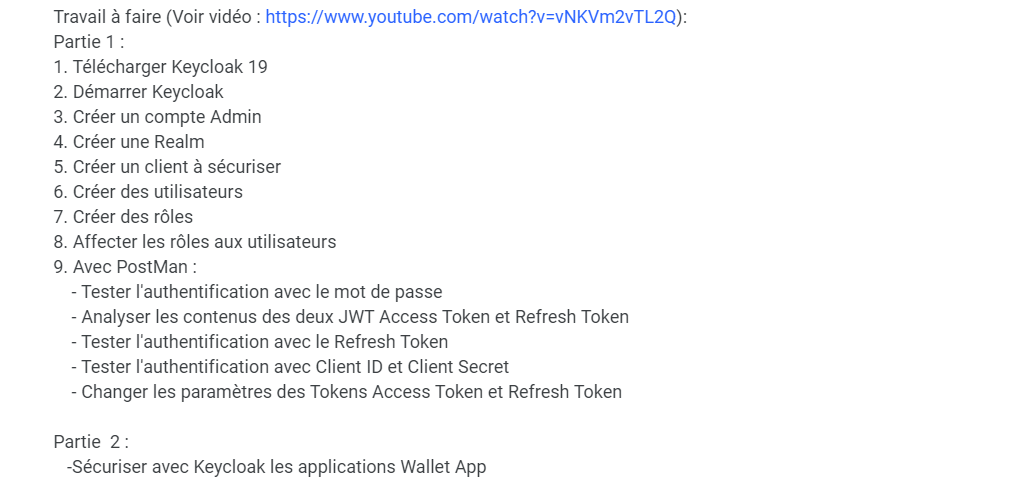 Travail à faire (Voir vidéo : https://www.youtube.com/watch?v=vNKVm2vTL2Q):
Partie 1 :
1. Télécharger Keycloak 19
2. Démarrer Keycloak
3. Créer un compte Admin
4. Créer une Realm
5. Créer un client à sécuriser
6. Créer des utilisateurs
7. Créer des rôles
8. Affecter les rôles aux utilisateurs
9. Avec PostMan :
- Tester l'authentification avec le mot de passe
- Analyser les contenus des deux JWT Access Token et Refresh Token
- Tester l'authentification avec le Refresh Token
- Tester l'authentification avec Client ID et Client Secret
- Changer les paramètres des Tokens Access Token et Refresh Token
Partie  2 :
-Sécuriser avec Keycloak les applications Wallet App